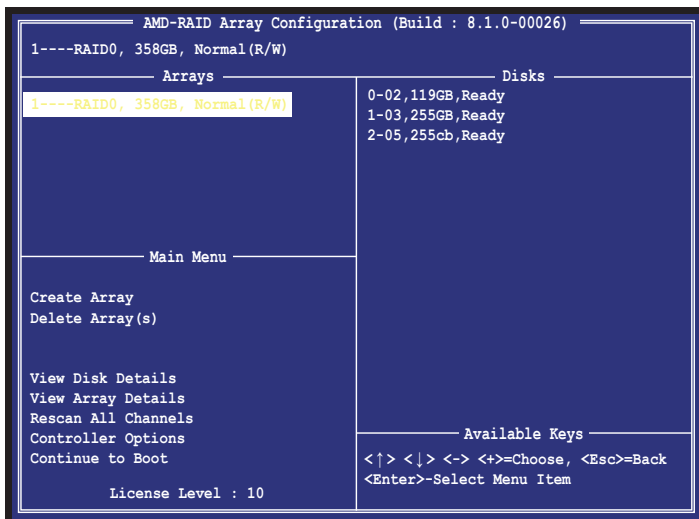 AMD-RAID Array Configuration (Build : 8.1.0-00026)
1----RAID0, 358GB, Normal(R/W)
Arrays
1----RAID0, 358GB, Normal(R/W)
Main Menu
Create Array
Delete Array(s)
View Disk Details
View Array Details
Rescan All Channels
Controller Options
Continue to Boot
License Level : 10
Disks
0-02,119GB,Ready
1-03,255GB,Ready
2-05,255cb,Ready
Available Keys
<↑> <↓> <-> <+>=Choose, <Esc>=Back
<Enter>-Select Menu Item